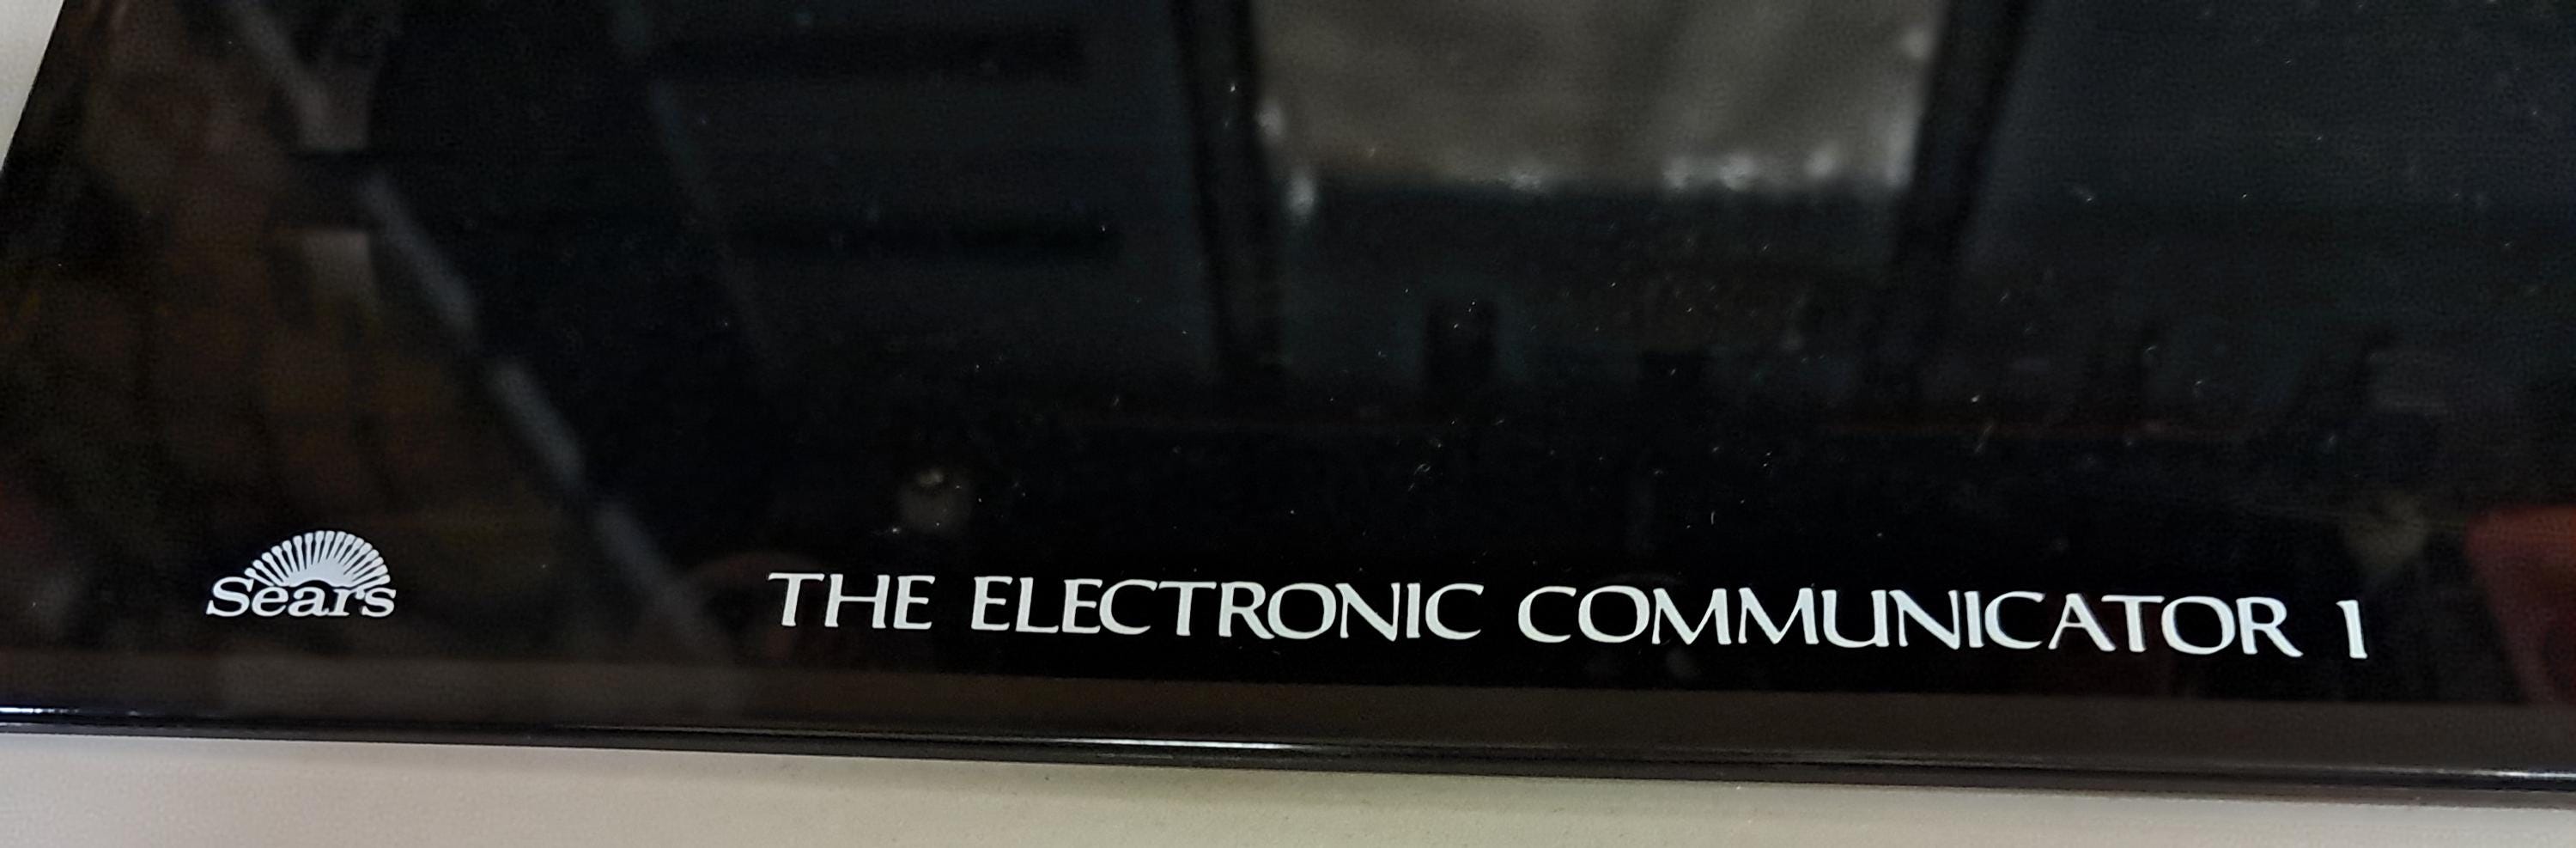 Sears
THE ELECTRONIC COMMUNICATOR 1